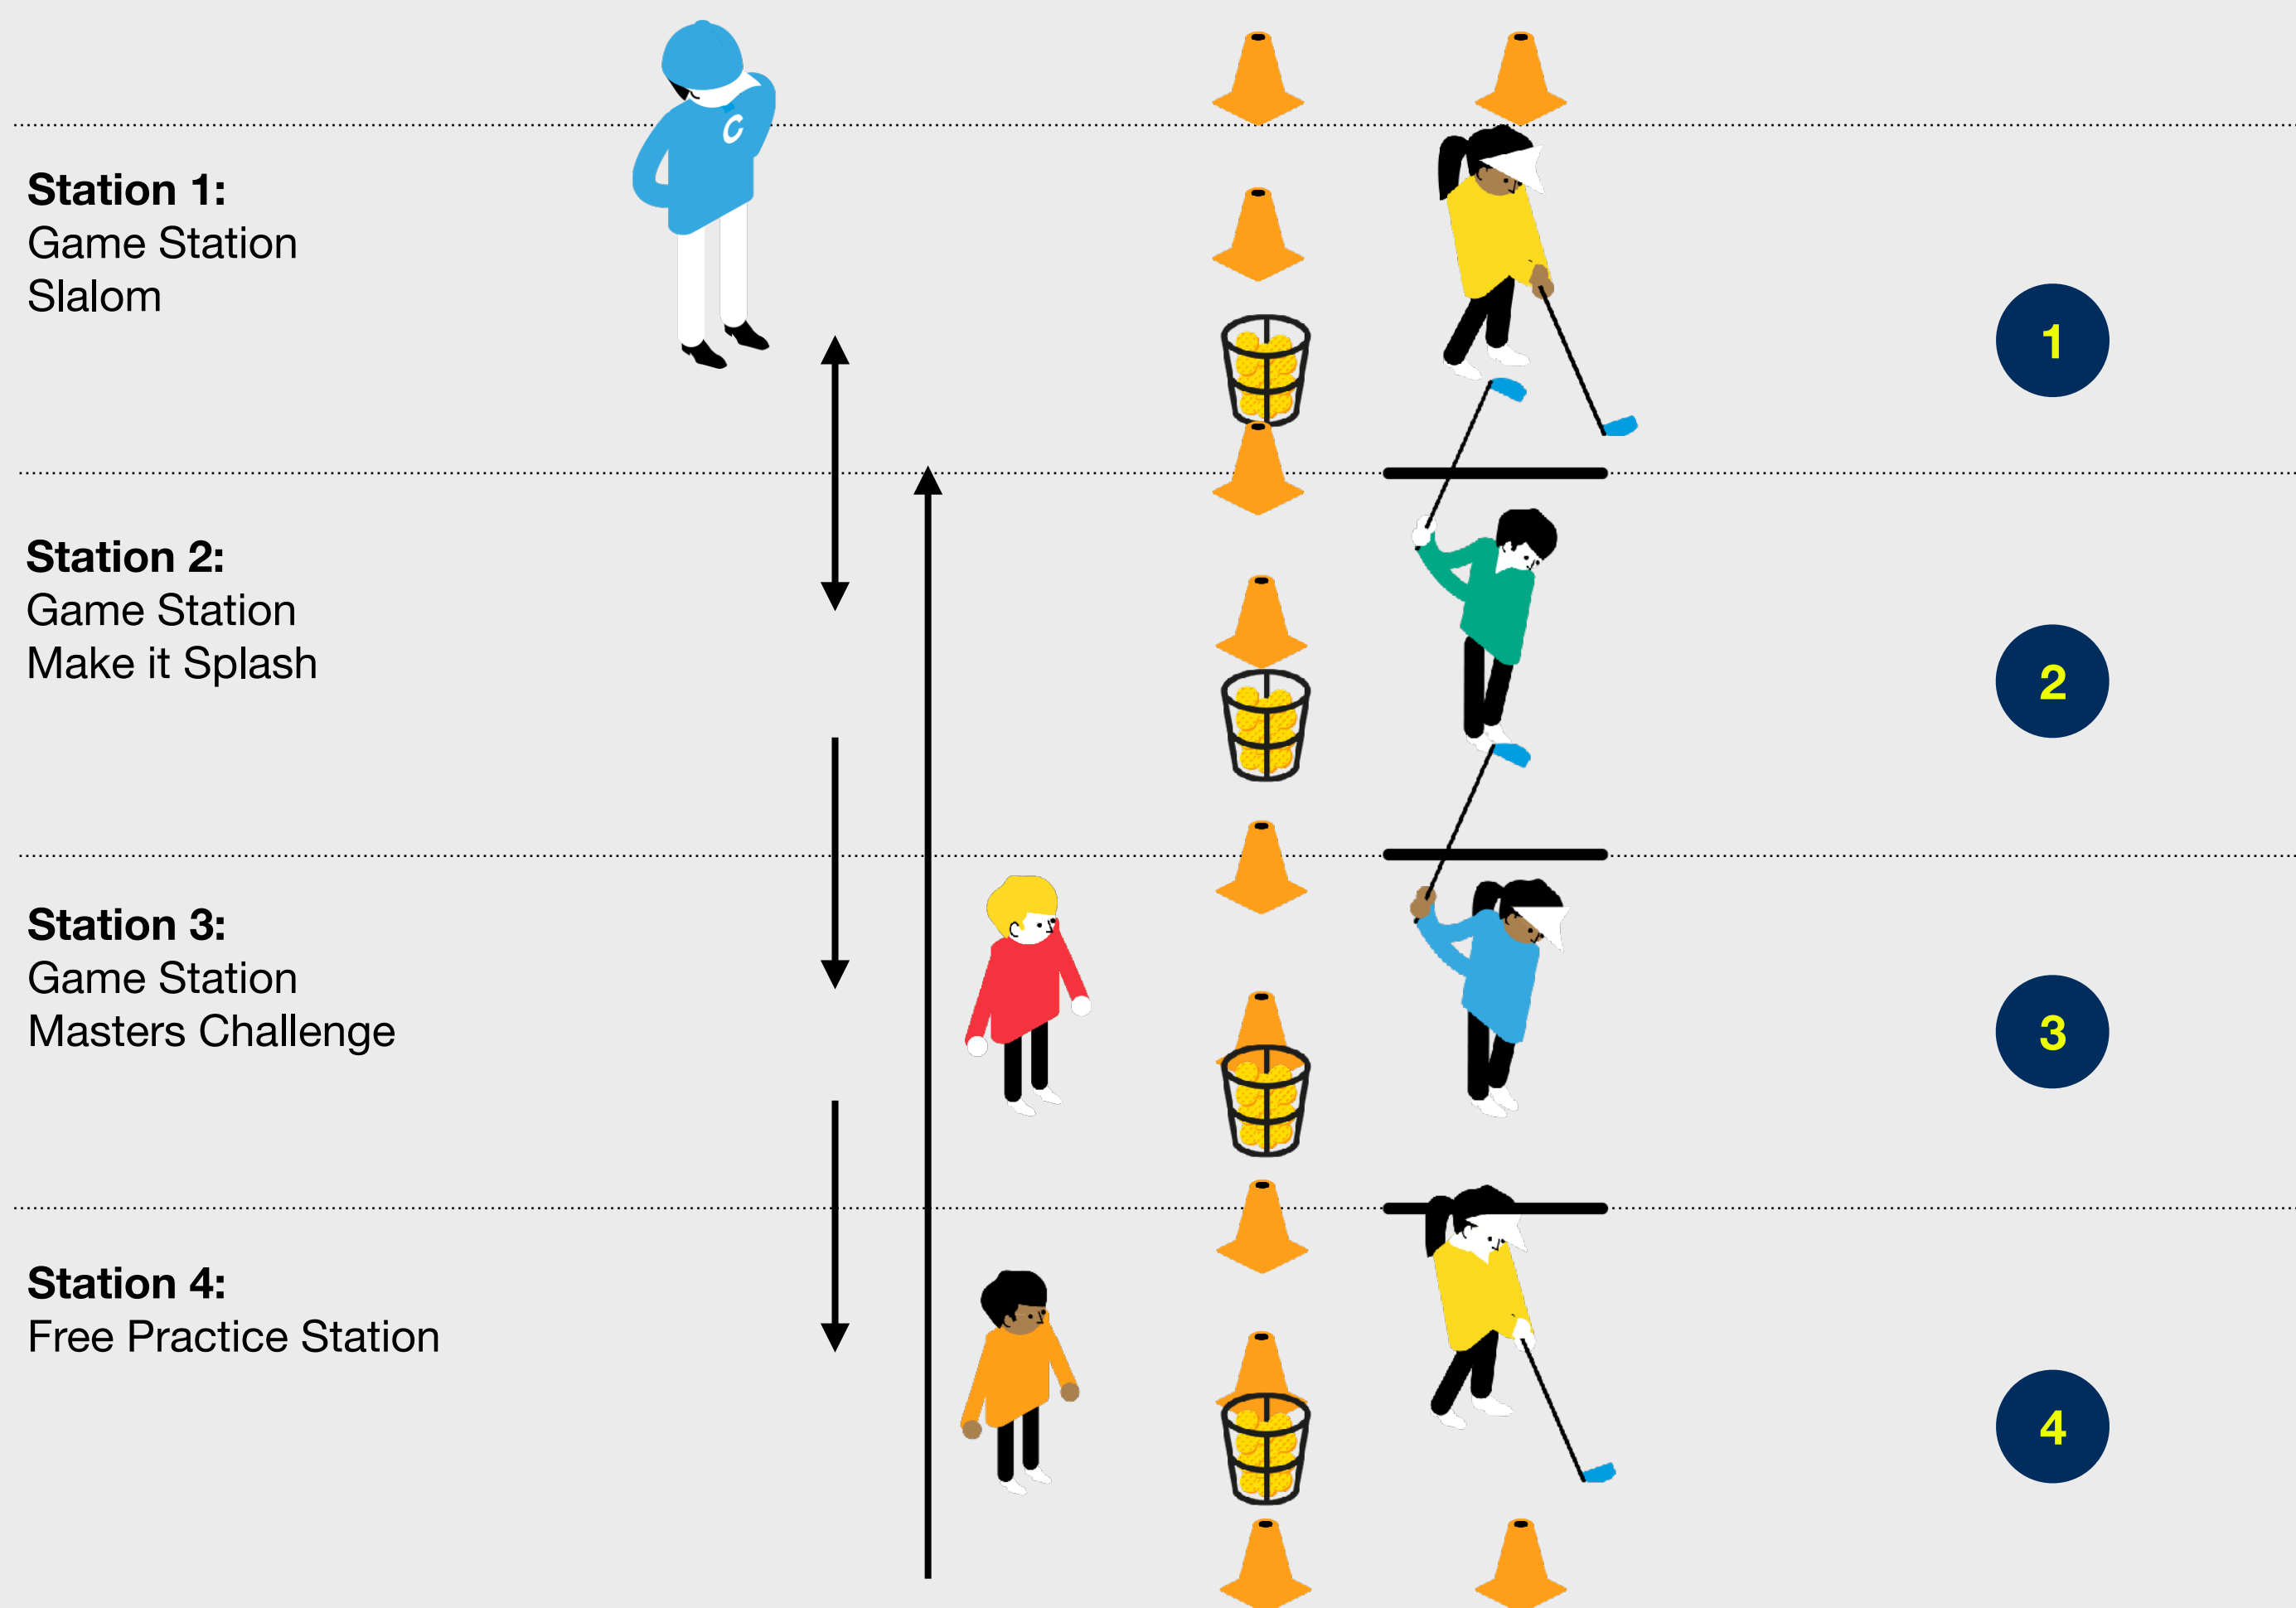 C
Station 1:
Game Station
Slalom
1
Station 2:
Game Station
Make it Splash
2
Station 3:
Game Station
Masters Challenge
3
Station 4:
Free Practice Station
4